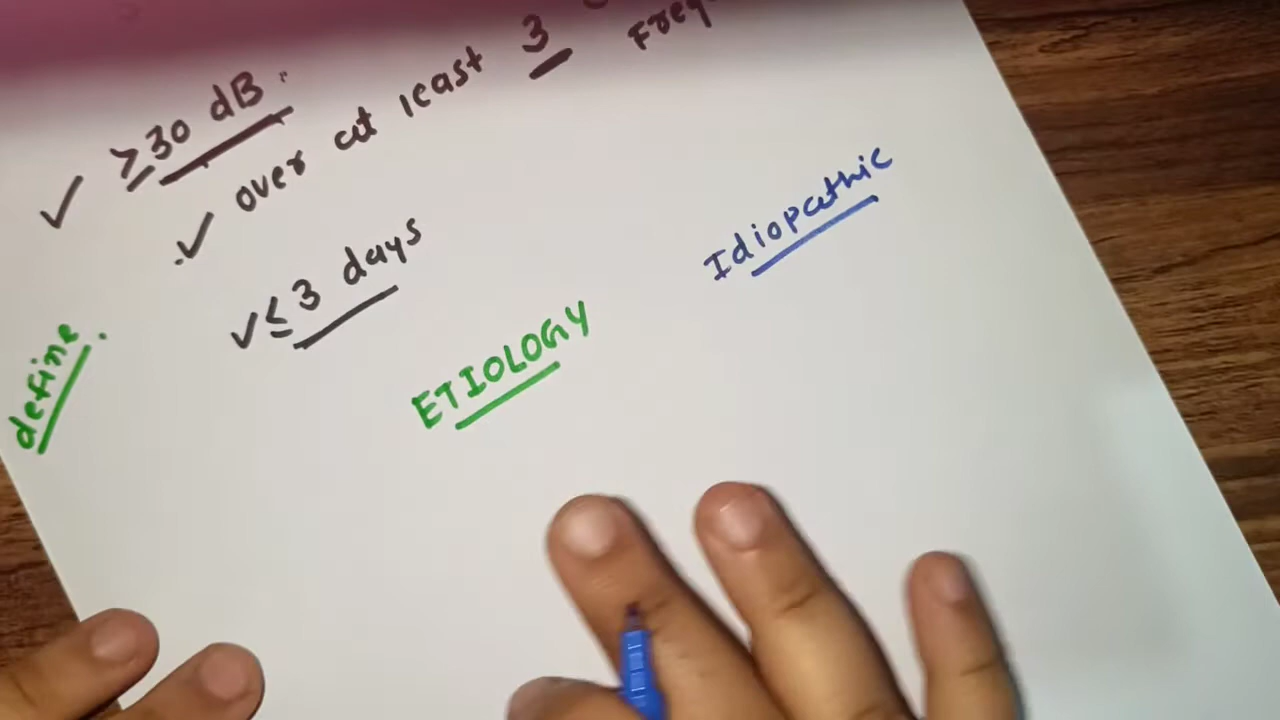 ✓ ≥30 dB.
✓ over at least 3
✓ ≤3 days
define.
ETIOLOGY
Idiopathic